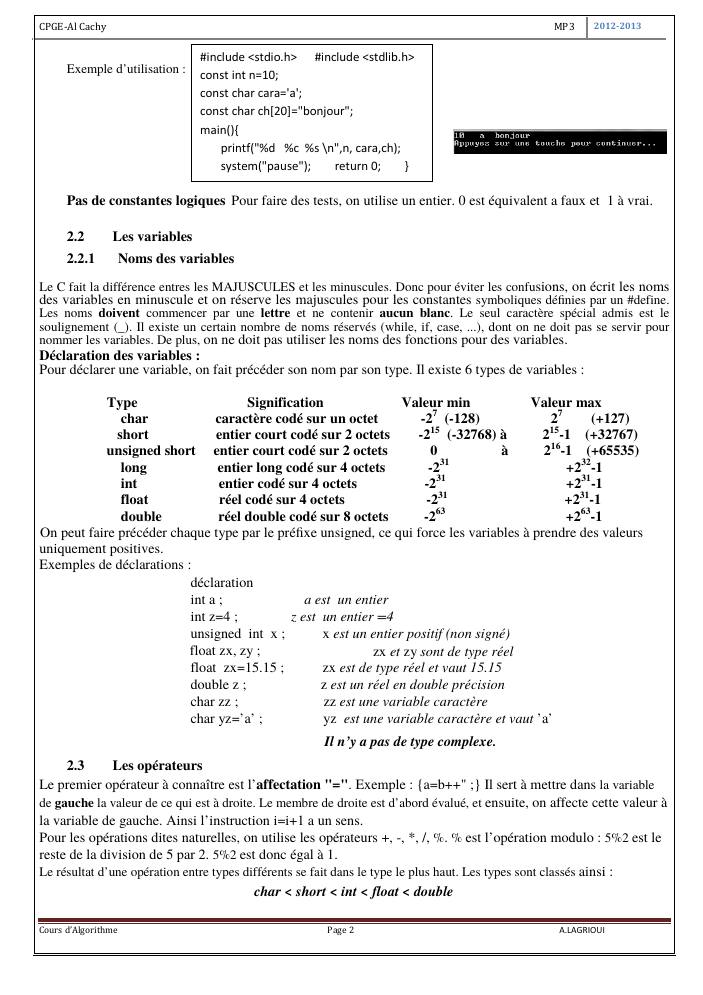 CPGE-Al Cachy MP3 2012-2013
Exemple d'utilisation :
#include <stdio.h> #include <stdlib.h>
const int n=10;
const char cara='a';
const char ch[20]="bonjour";
main(){
printf("%d %c %s \n",n, cara,ch);
system("pause"); return 0; }
10 a bonjour
Appuyez sur une touche pour continuer...
Pas de constantes logiques Pour faire des tests, on utilise un entier. 0 est équivalent a faux et 1 à vrai.
2.2 Les variables
2.2.1 Noms des variables
Le C fait la différence entres les MAJUSCULES et les minuscules. Donc pour éviter les confusions, on écrit les noms
des variables en minuscule et on réserve les majuscules pour les constantes symboliques définies par un #define.
Les noms doivent commencer par une lettre et ne contenir aucun blanc. Le seul caractère spécial admis est le
soulignement (_). Il existe un certain nombre de noms réservés (while, if, case, ...), dont on ne doit pas se servir pour
nommer les variables. De plus, on ne doit pas utiliser les noms des fonctions pour des variables.
Déclaration des variables :
Pour déclarer une variable, on fait précéder son nom par son type. Il existe 6 types de variables :
Type Signification Valeur min Valeur max
char caractère codé sur un octet -2^7 (-128) 2^7 (+127)
short entier court codé sur 2 octets -2^15 (-32768) à 2^15-1 (+32767)
unsigned short entier court codé sur 2 octets 0 à 2^16-1 (+65535)
long entier long codé sur 4 octets -2^31 +2^32-1
int entier codé sur 4 octets -2^31 +2^31-1
float réel codé sur 4 octets -2^31 +2^31-1
double réel double codé sur 8 octets -2^63 +2^63-1
On peut faire précéder chaque type par le préfixe unsigned, ce qui force les variables à prendre des valeurs
uniquement positives.
Exemples de déclarations :
déclaration
int a ; a est un entier
int z=4 ; z est un entier =4
unsigned int x ; x est un entier positif (non signé)
float zx, zy ; zx et zy sont de type réel
float zx=15.15 ; zx est de type réel et vaut 15.15
double z ; z est un réel en double précision
char zz ; zz est une variable caractère
char yz='a' ; yz est une variable caractère et vaut 'a'
Il n'y a pas de type complexe.
2.3 Les opérateurs
Le premier opérateur à connaître est l'affectation "=". Exemple : {a=b++" ;} Il sert à mettre dans la variable
de gauche la valeur de ce qui est à droite. Le membre de droite est d'abord évalué, et ensuite, on affecte cette valeur à
la variable de gauche. Ainsi l'instruction i=i+1 a un sens.
Pour les opérations dites naturelles, on utilise les opérateurs +, -, *, /, %. % est l'opération modulo : 5%2 est le
reste de la division de 5 par 2. 5%2 est donc égal à 1.
Le résultat d'une opération entre types différents se fait dans le type le plus haut. Les types sont classés ainsi :
char < short < int < float < double
Cours d'Algorithme Page 2 A.LAGRIOUI